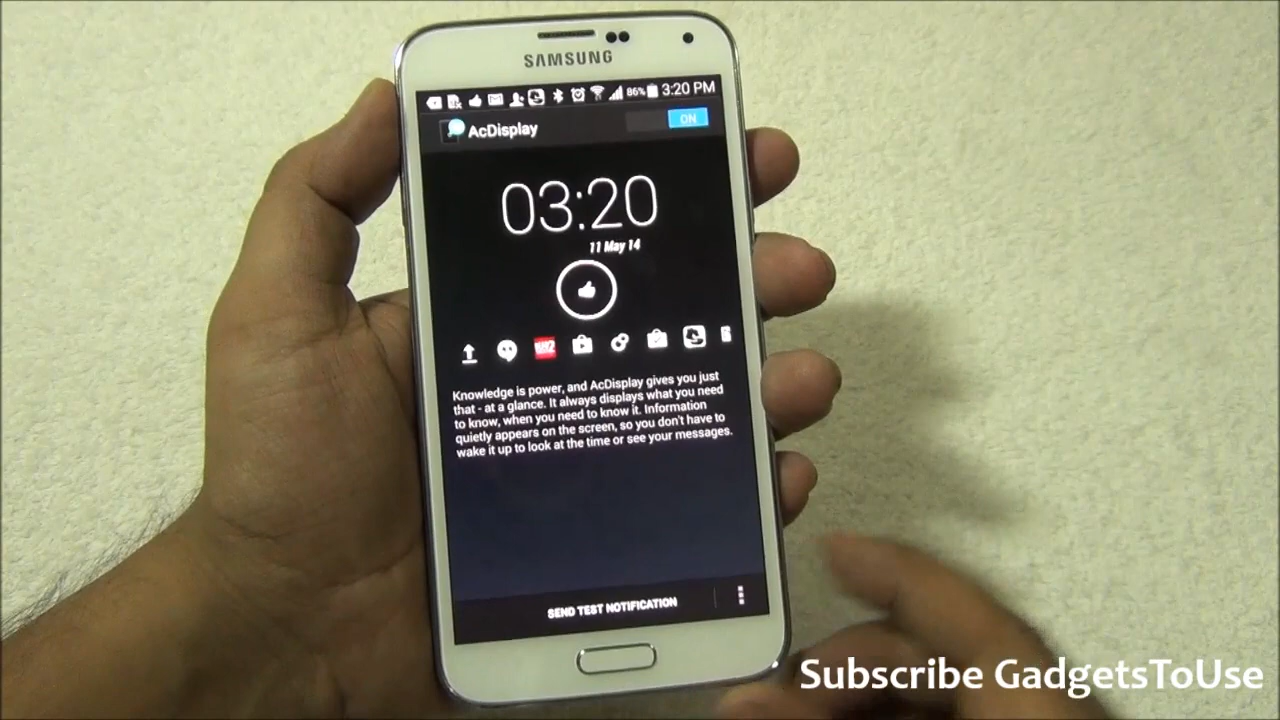 SAMSUNG
86% 3:20 PM
AcDisplay
ON
03:20
11 May 14
Knowledge is power, and AcDisplay gives you just
that - at a glance. It always displays what you need
to know, when you need to know it. Information
quietly appears on the screen, so you don't have to
wake it up to look at the time or see your messages.
SEND TEST NOTIFICATION
Subscribe GadgetsToUse